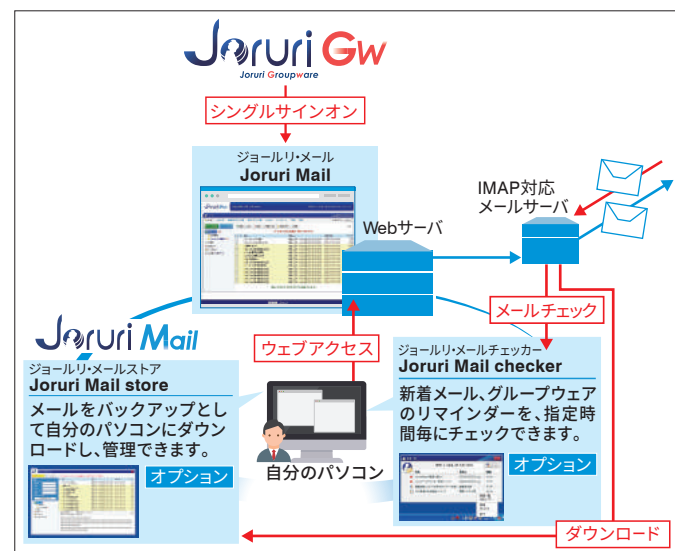 Joruri Gw
Joruri Groupware
シングルサインオン
ジョールリ・メール
Joruri Mail
IMAP対応
メールサーバ
Webサーバ
メールチェック
Joruri Mail
ウェブアクセス
ジョールリ・メールストア
Joruri Mail store
メールをバックアップとし
て自分のパソコンにダウン
ロードし、管理できます。
オプション
自分のパソコン
ジョールリ・メールチェッカー
Joruri Mail checker
新着メール、グループウェア
のリマインダーを、指定時
間毎にチェックできます。
オプション
ダウンロード